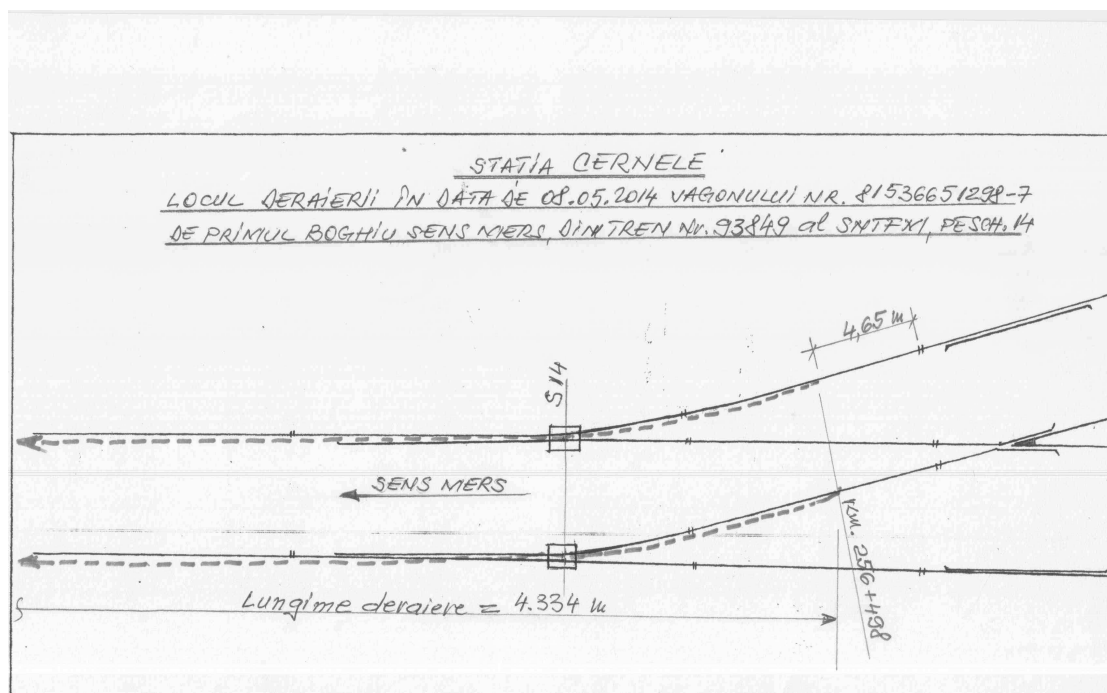 STAȚIA CERNELE
LOCUL DERAIERII ÎN DATA DE 08.05.2014 VAGONULUI NR. 81536651298-7
DE PRIMUL BOGHIU SENS MERS, DIN TREN Nr. 93849 al SNTFM, PE SCH. 14
4,65 m
S 14
SENS MERS
km. 256+498
Lungime deraiere = 4.334 m